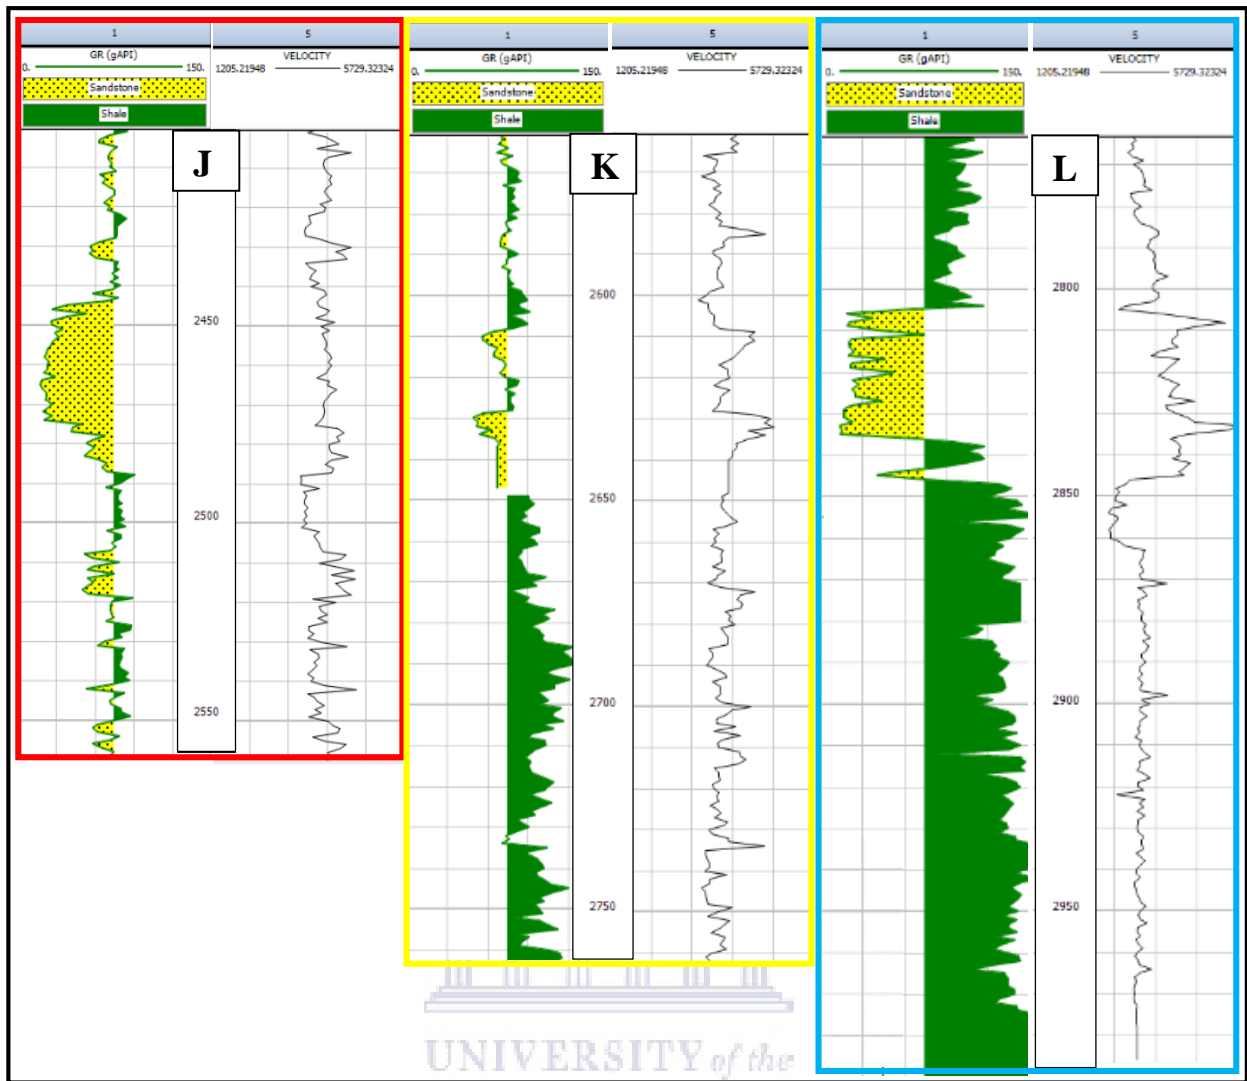 1
5
GR (gAPI)
0.
150.
VELOCITY
1205.21948
5729.32324
Sandstone
Shale
J
2450
2500
2550
1
5
GR (gAPI)
0.
150.
VELOCITY
1205.21948
5729.32324
Sandstone
Shale
K
2600
2650
2700
2750
1
5
GR (gAPI)
0.
150.
VELOCITY
1205.21948
5729.32324
Sandstone
Shale
L
2800
2850
2900
2950
UNIVERSITY of the